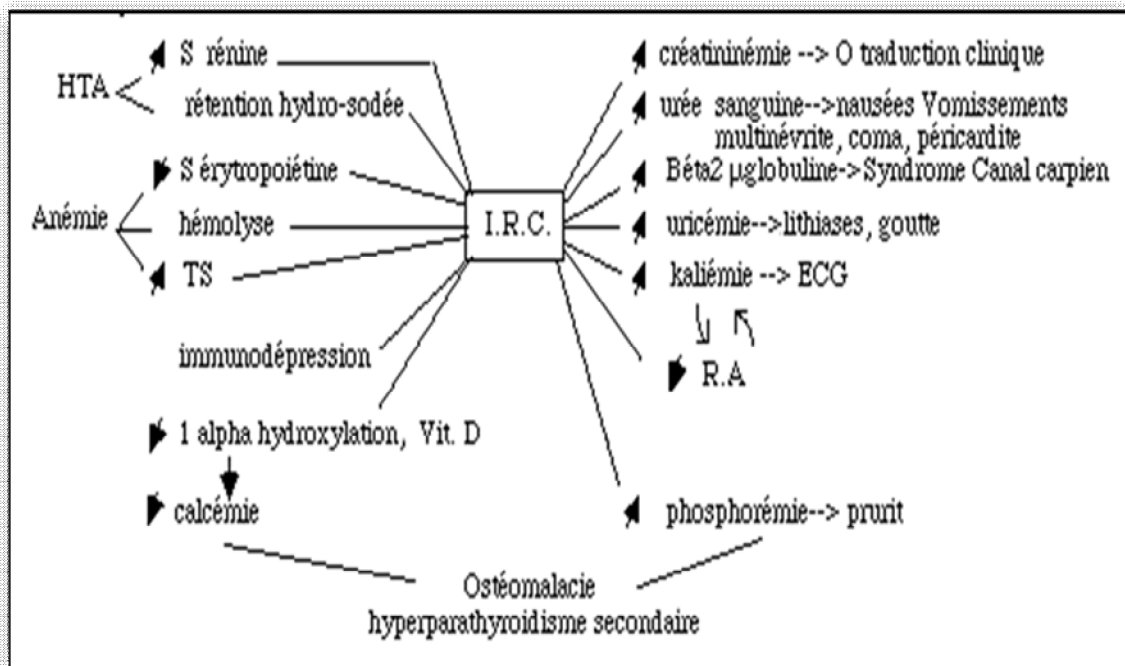 S rénine
HTA
rétention hydro-sodée
S érytropoiétine
Anémie
hémolyse
TS
immunodépression
1 alpha hydroxylation, Vit. D
calcémie
I.R.C.
créatininémie --> O traduction clinique
urée sanguine-->nausées Vomissements
multinévrite, coma, péricardite
Béta2 µglobuline->Syndrome Canal carpien
uricémie-->lithiases, goutte
kaliémie --> ECG
R.A
phosphorémie--> prurit
Ostéomalacie
hyperparathyroidisme secondaire